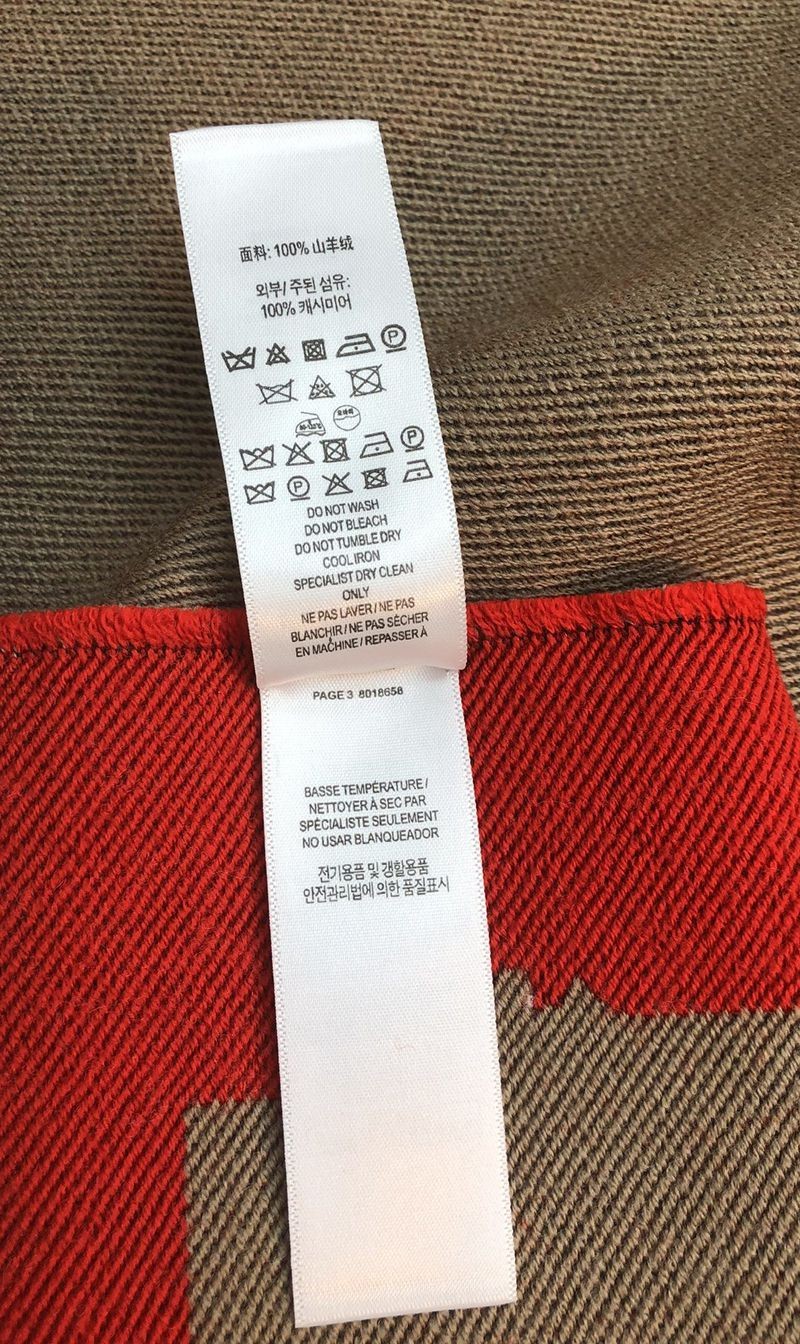 面料: 100% 山羊绒
외부/ 주된 섬유:
100% 캐시미어
P
P
P
DO NOT WASH
DO NOT BLEACH
DO NOT TUMBLE DRY
COOL IRON
SPECIALIST DRY CLEAN
ONLY
NE PAS LAVER / NE PAS
BLANCHIR / NE PAS SÉCHER
EN MACHINE / REPASSER À
PAGE 3 8018658
BASSE TEMPÉRATURE /
NETTOYER À SEC PAR
SPÉCIALISTE SEULEMENT
NO USAR BLANQUEADOR
전기용품 및 갱활용품
안전관리법에 의한 품질표시